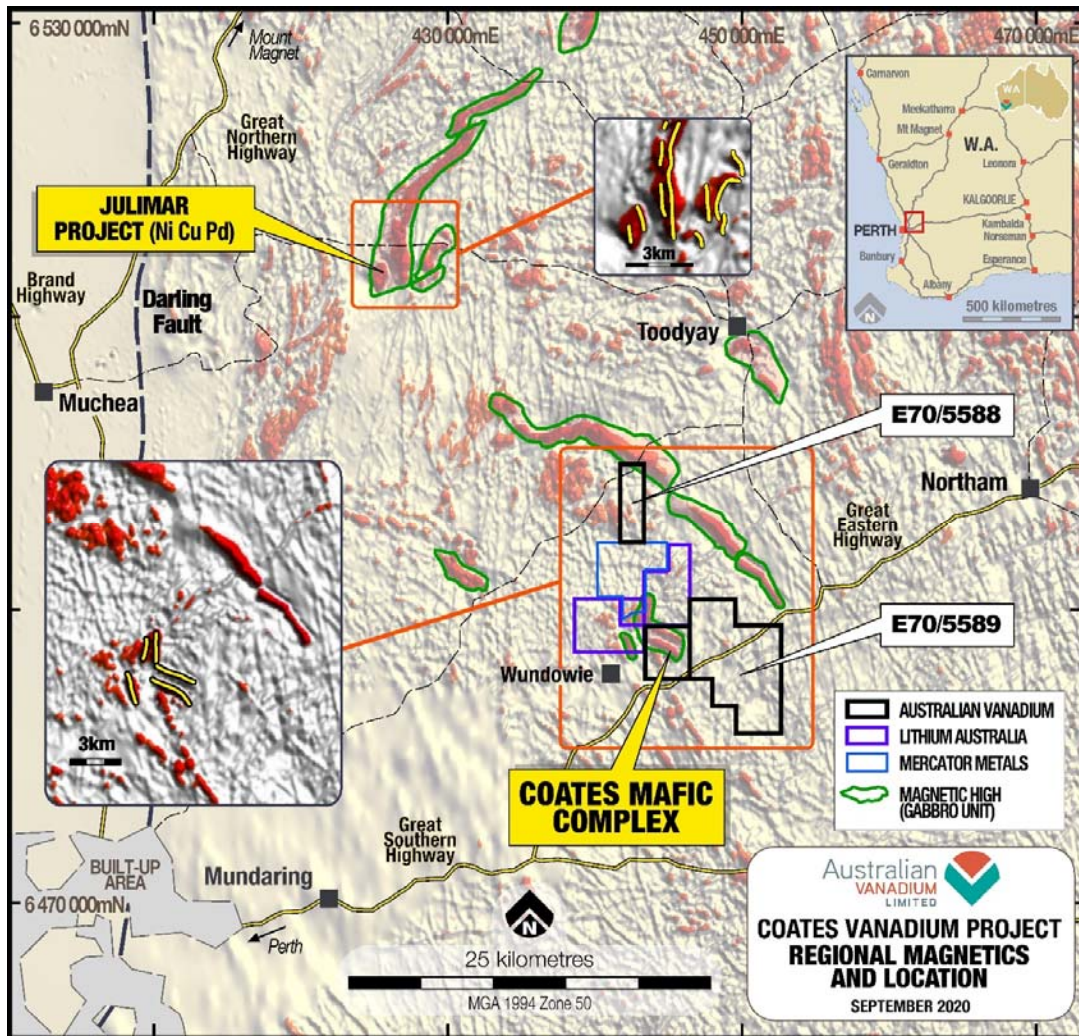 6 530 000mN
430 000mE
450 000mE
470 000mE
Mount
Magnet
Great
Northern
Highway
JULIMAR
PROJECT (Ni Cu Pd)
3km
Carnarvon
WA
Meekatharra
Mt Magnet
W.A.
Geraldton
Leonora
KALGOORLIE
PERTH
Kambalda
Norseman
Bunbury
Esperance
Albany
N
500 kilometres
Brand
Highway
Darling
Fault
Toodyay
Muchea
E70/5588
Northam
Great
Eastern
Highway
3km
E70/5589
Wundowie
COATES MAFIC
COMPLEX
AUSTRALIAN VANADIUM
LITHIUM AUSTRALIA
MERCATOR METALS
MAGNETIC HIGH
(GABBRO UNIT)
Great
Southern
Highway
BUILT-UP
AREA
Mundaring
6 470 000mN
Perth
N
25 kilometres
MGA 1994 Zone 50
Australian
VANADIUM
LIMITED
COATES VANADIUM PROJECT
REGIONAL MAGNETICS
AND LOCATION
SEPTEMBER 2020